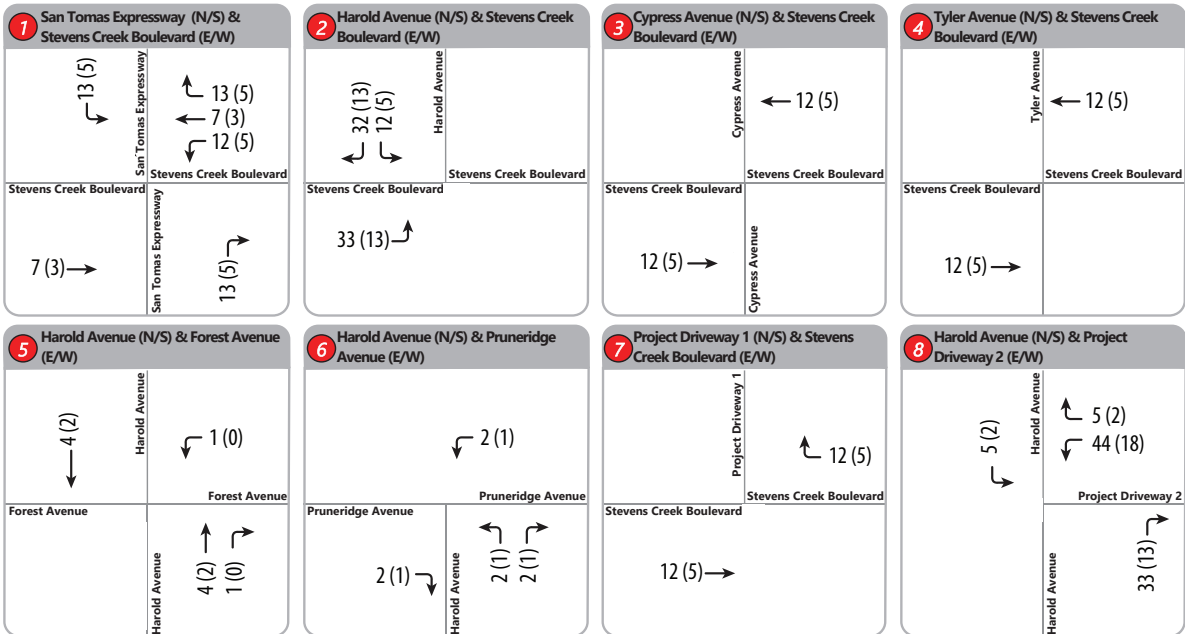 1
San Tomas Expressway (N/S) &
Stevens Creek Boulevard (E/W)
13 (5)
San Tomas Expressway
13 (5)
7 (3)
12 (5)
Stevens Creek Boulevard
Stevens Creek Boulevard
7 (3)
San Tomas Expressway
13 (5)
2
Harold Avenue (N/S) & Stevens Creek
Boulevard (E/W)
32 (13)
12 (5)
Harold Avenue
Stevens Creek Boulevard
Stevens Creek Boulevard
33 (13)
3
Cypress Avenue (N/S) & Stevens Creek
Boulevard (E/W)
Cypress Avenue
12 (5)
Stevens Creek Boulevard
Stevens Creek Boulevard
12 (5)
Cypress Avenue
4
Tyler Avenue (N/S) & Stevens Creek
Boulevard (E/W)
Tyler Avenue
12 (5)
Stevens Creek Boulevard
Stevens Creek Boulevard
12 (5)
5
Harold Avenue (N/S) & Forest Avenue
(E/W)
4 (2)
Harold Avenue
1 (0)
Forest Avenue
Forest Avenue
Harold Avenue
4 (2)
1 (0)
6
Harold Avenue (N/S) & Pruneridge
Avenue (E/W)
2 (1)
Pruneridge Avenue
Pruneridge Avenue
2 (1)
Harold Avenue
2 (1)
2 (1)
7
Project Driveway 1 (N/S) & Stevens
Creek Boulevard (E/W)
Project Driveway 1
12 (5)
Stevens Creek Boulevard
Stevens Creek Boulevard
12 (5)
8
Harold Avenue (N/S) & Project
Driveway 2 (E/W)
5 (2)
Harold Avenue
5 (2)
44 (18)
Project Driveway 2
Harold Avenue
33 (13)